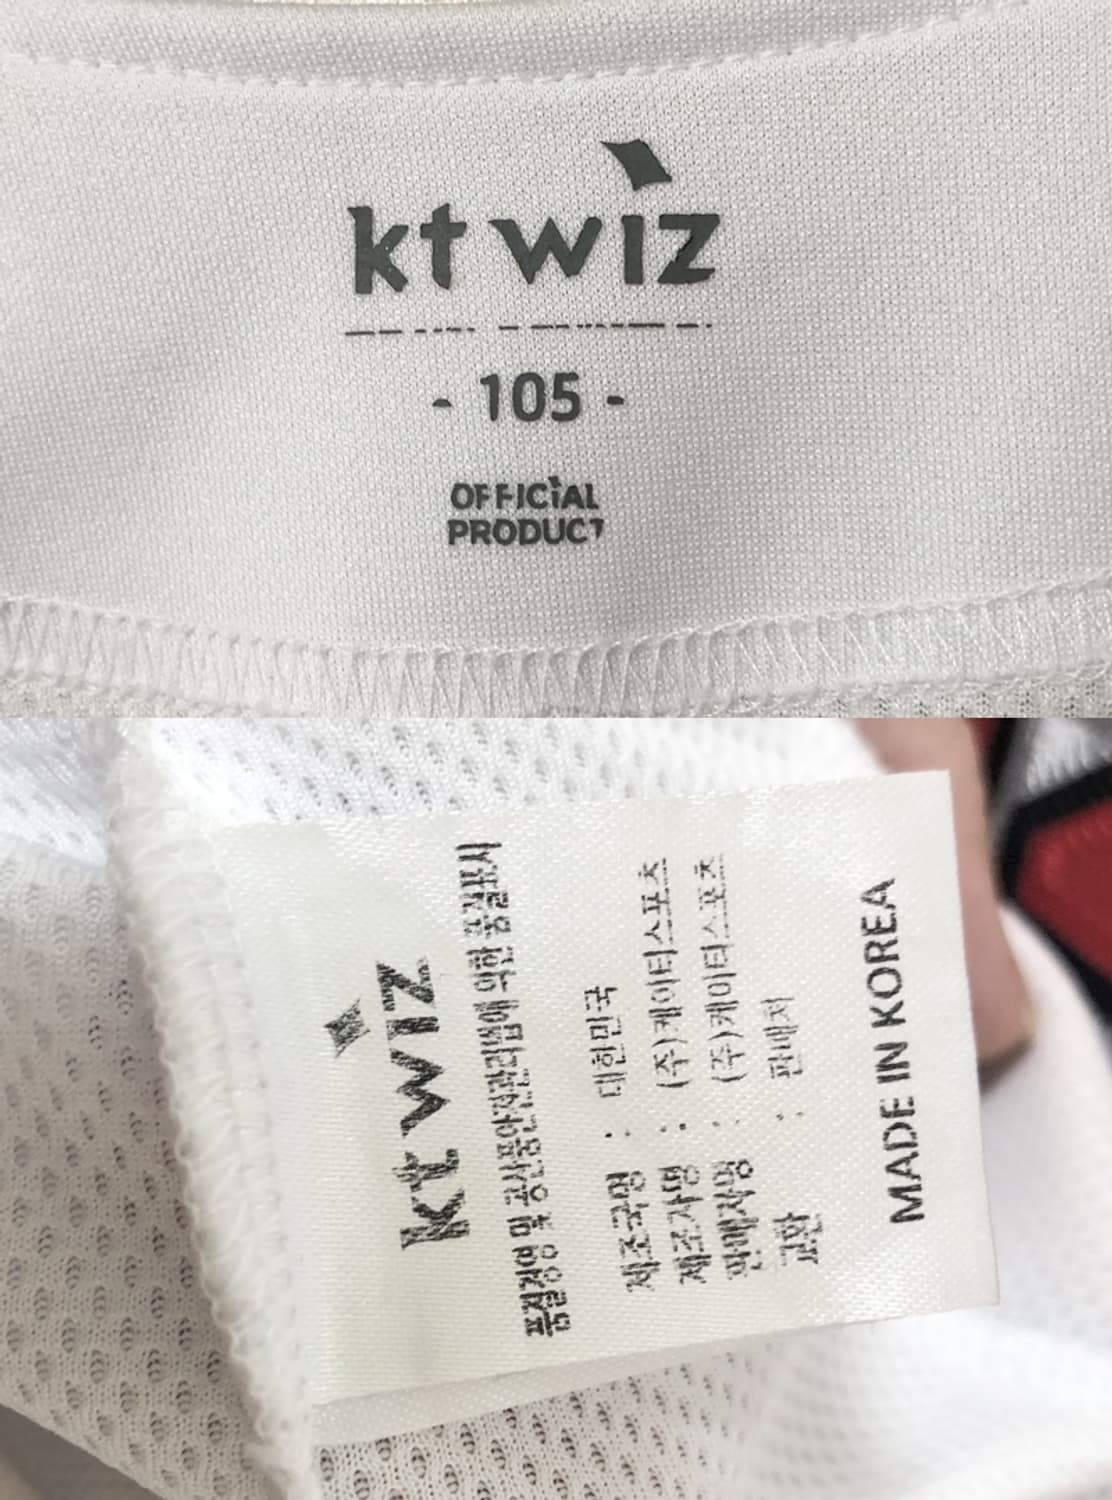 kt wiz
- 105 -
OFFICIAL
PRODUCT
kt wiz
품질경영 및 공산품안전관리법에 의한 품질표시
제조국명 : 대한민국
제조자명 : (주)케이티스포츠
판매자명 : (주)케이티스포츠
교환 : 판매처
MADE IN KOREA